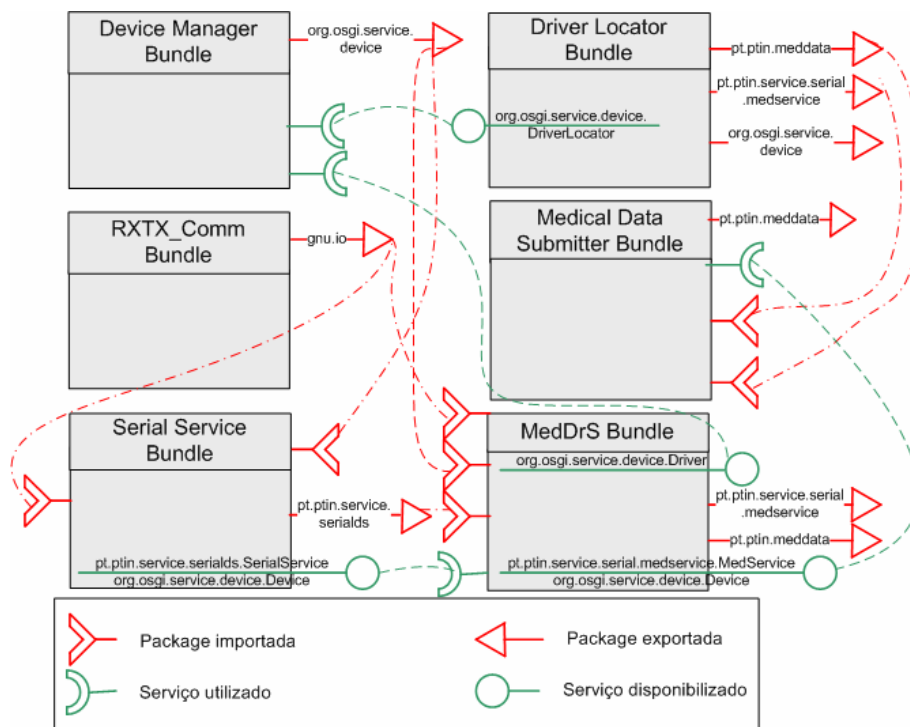 Device Manager
Bundle
org.osgi.service.
device
Driver Locator
Bundle
pt.ptin.meddata
pt.ptin.service.serial
.medservice
org.osgi.service.device.
DriverLocator
org.osgi.service.
device
RXTX_Comm
Bundle
gnu.io
Medical Data
Submitter Bundle
pt.ptin.meddata
Serial Service
Bundle
pt.ptin.service.
serialds
pt.ptin.service.serialds.SerialService
org.osgi.service.device.Device
MedDrS Bundle
org.osgi.service.device.Driver
pt.ptin.service.serial
.medservice
pt.ptin.meddata
pt.ptin.service.serial.medservice.MedService
org.osgi.service.device.Device
Package importada
Package exportada
Serviço utilizado
Serviço disponibilizado